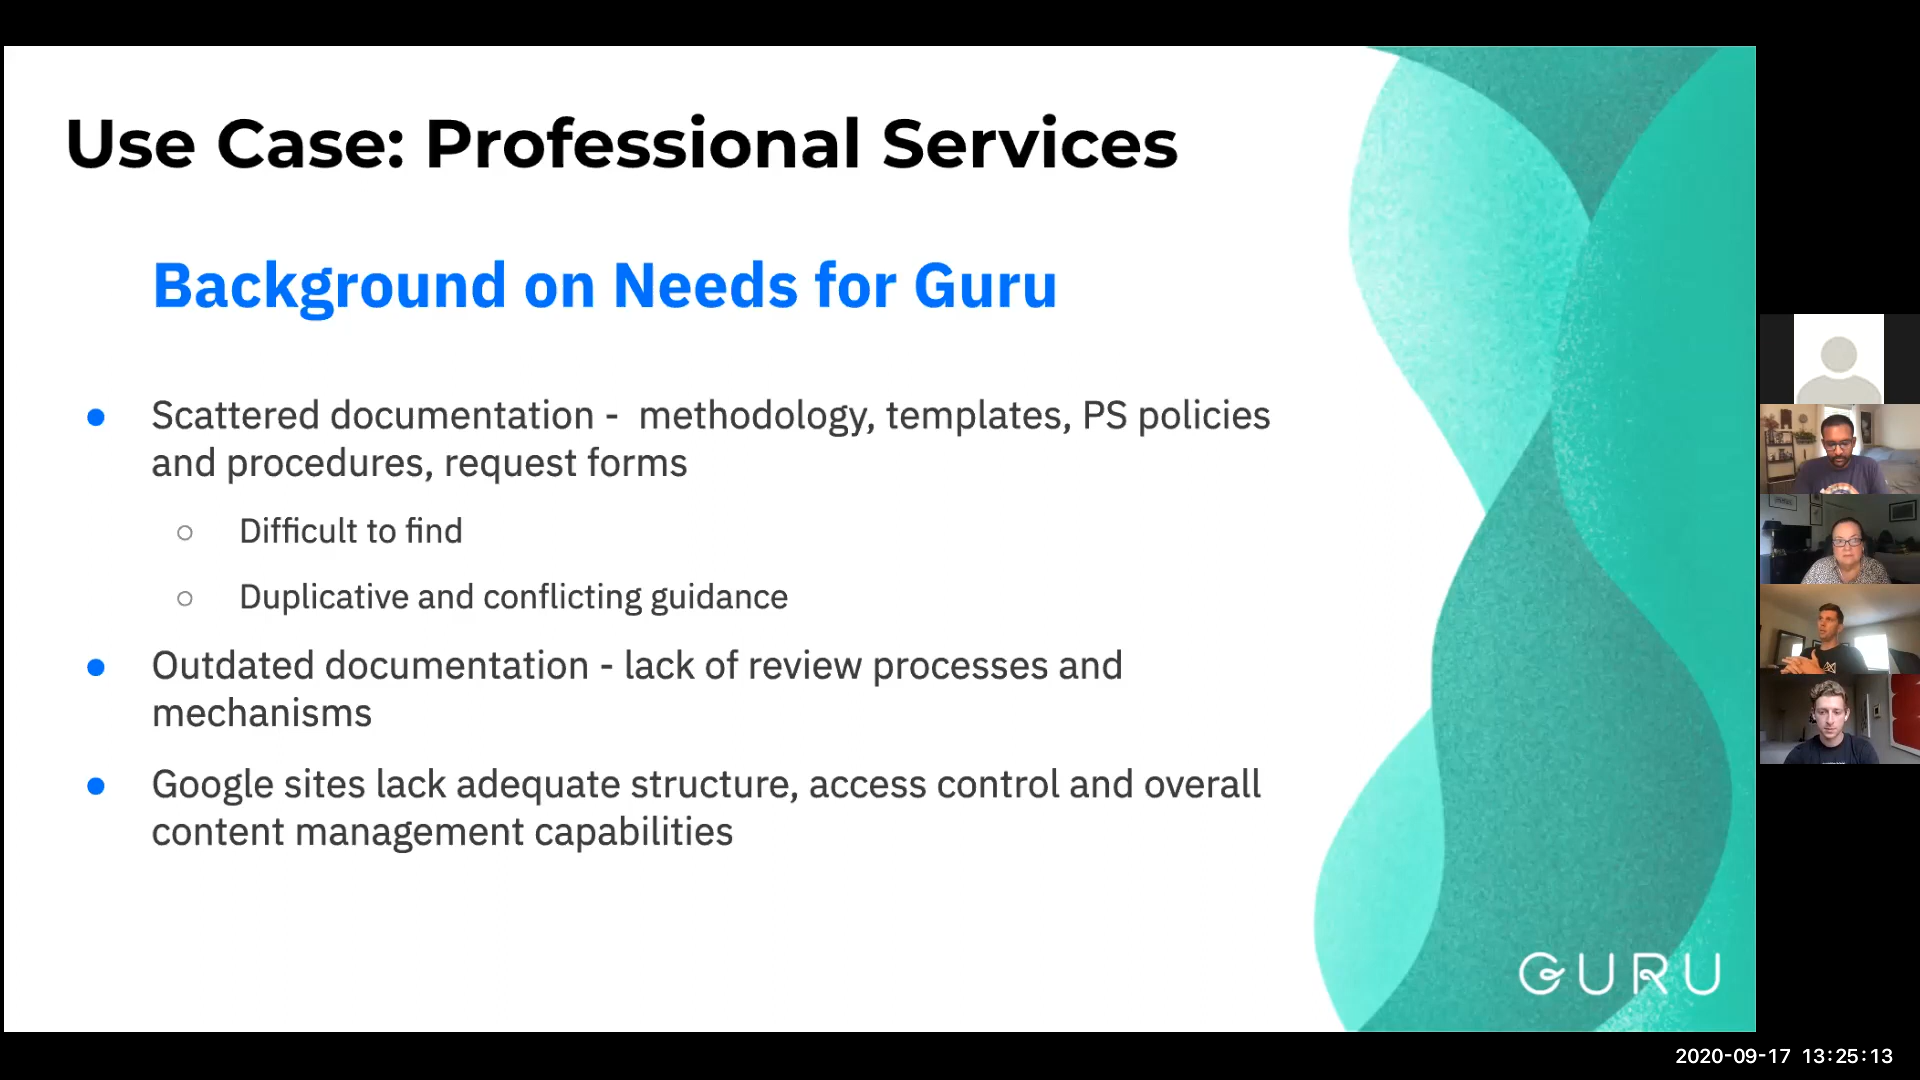 Use Case: Professional Services
Background on Needs for Guru
● Scattered documentation -  methodology, templates, PS policies
and procedures, request forms
○ Difficult to find
○ Duplicative and conflicting guidance
● Outdated documentation - lack of review processes and
mechanisms
● Google sites lack adequate structure, access control and overall
content management capabilities
GURU
2020-09-17 13:25:13